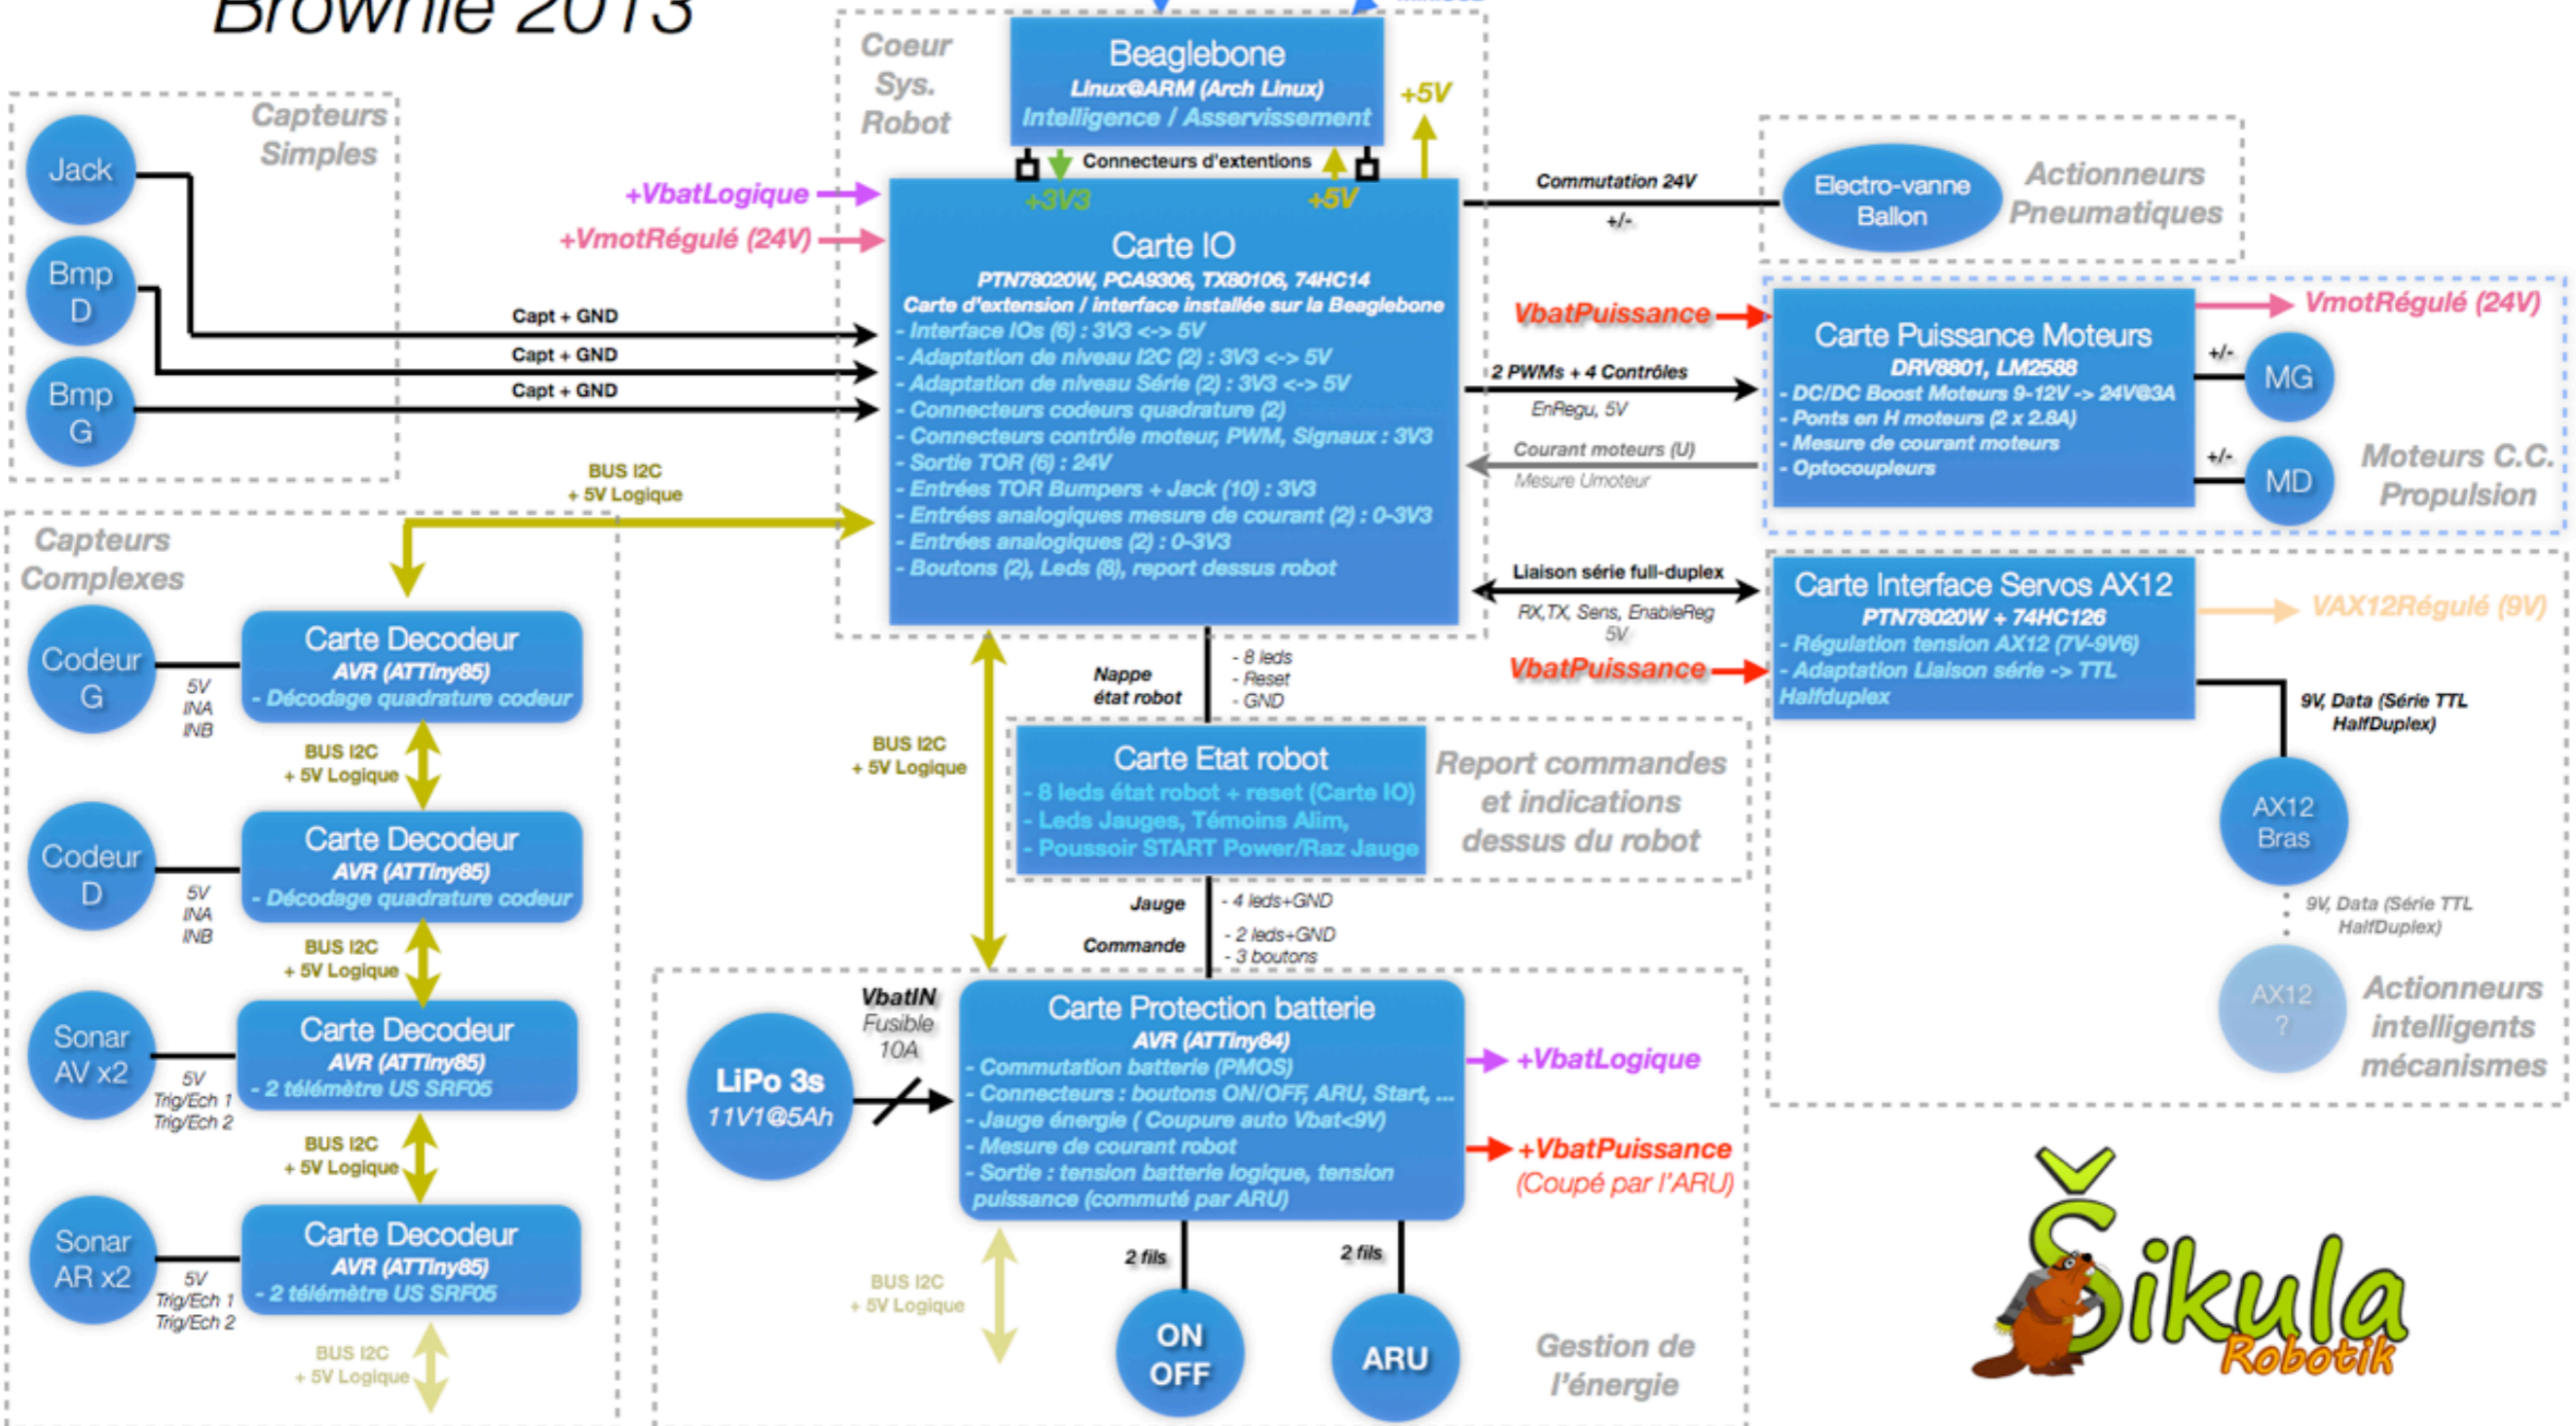 Brownie 2013
Capteurs
Simples
Jack
Bmp
D
Bmp
G
Capt + GND
Capt + GND
Capt + GND
+VbatLogique
+VmotRégulé (24V)
Coeur
Sys.
Robot
Beaglebone
Linux@ARM (Arch Linux)
Intelligence / Asservissement
Connecteurs d'extentions
+3V3
+5V
+5V
Carte IO
PTN78020W, PCA9306, TX80106, 74HC14
Carte d'extension / interface installée sur la Beaglebone
- Interface IOs (6) : 3V3 <-> 5V
- Adaptation de niveau I2C (2) : 3V3 <-> 5V
- Adaptation de niveau Série (2) : 3V3 <-> 5V
- Connecteurs codeurs quadrature (2)
- Connecteurs contrôle moteur, PWM, Signaux : 3V3
- Sortie TOR (6) : 24V
- Entrées TOR Bumpers + Jack (10) : 3V3
- Entrées analogiques mesure de courant (2) : 0-3V3
- Entrées analogiques (2) : 0-3V3
- Boutons (2), Leds (8), report dessus robot
Commutation 24V
+/-
Electro-vanne
Ballon
Actionneurs
Pneumatiques
VbatPuissance
2 PWMs + 4 Contrôles
EnRegu, 5V
Courant moteurs (U)
Mesure Umoteur
Carte Puissance Moteurs
DRV8801, LM2588
- DC/DC Boost Moteurs 9-12V -> 24V@3A
- Ponts en H moteurs (2 x 2.8A)
- Mesure de courant moteurs
- Optocoupleurs
VmotRégulé (24V)
+/-
MG
+/-
MD
Moteurs C.C.
Propulsion
Liaison série full-duplex
RX,TX, Sens, EnableReg
5V
VbatPuissance
Carte Interface Servos AX12
PTN78020W + 74HC126
- Régulation tension AX12 (7V-9V6)
- Adaptation Liaison série -> TTL
Halfduplex
VAX12Régulé (9V)
9V, Data (Série TTL
HalfDuplex)
AX12
Bras
9V, Data (Série TTL
HalfDuplex)
AX12
?
Actionneurs
intelligents
mécanismes
BUS I2C
+ 5V Logique
Capteurs
Complexes
Codeur
G
5V
INA
INB
Carte Decodeur
AVR (ATTiny85)
- Décodage quadrature codeur
BUS I2C
+ 5V Logique
Codeur
D
5V
INA
INB
Carte Decodeur
AVR (ATTiny85)
- Décodage quadrature codeur
BUS I2C
+ 5V Logique
Sonar
AV x2
5V
Trig/Ech 1
Trig/Ech 2
Carte Decodeur
AVR (ATTiny85)
- 2 télémètre US SRF05
BUS I2C
+ 5V Logique
Sonar
AR x2
5V
Trig/Ech 1
Trig/Ech 2
Carte Decodeur
AVR (ATTiny85)
- 2 télémètre US SRF05
BUS I2C
+ 5V Logique
BUS I2C
+ 5V Logique
Nappe
état robot
- 8 leds
- Reset
- GND
Carte Etat robot
- 8 leds état robot + reset (Carte IO)
- Leds Jauges, Témoins Alim,
- Poussoir START Power/Raz Jauge
Report commandes
et indications
dessus du robot
Jauge
- 4 leds+GND
Commande
- 2 leds+GND
- 3 boutons
LiPo 3s
11V1@5Ah
VbatIN
Fusible
10A
Carte Protection batterie
AVR (ATTiny84)
- Commutation batterie (PMOS)
- Connecteurs : boutons ON/OFF, ARU, Start, ...
- Jauge énergie ( Coupure auto Vbat<9V)
- Mesure de courant robot
- Sortie : tension batterie logique, tension
puissance (commuté par ARU)
+VbatLogique
+VbatPuissance
(Coupé par l'ARU)
BUS I2C
+ 5V Logique
2 fils
2 fils
ON
OFF
ARU
Gestion de
l'énergie
Šikula
Robotik